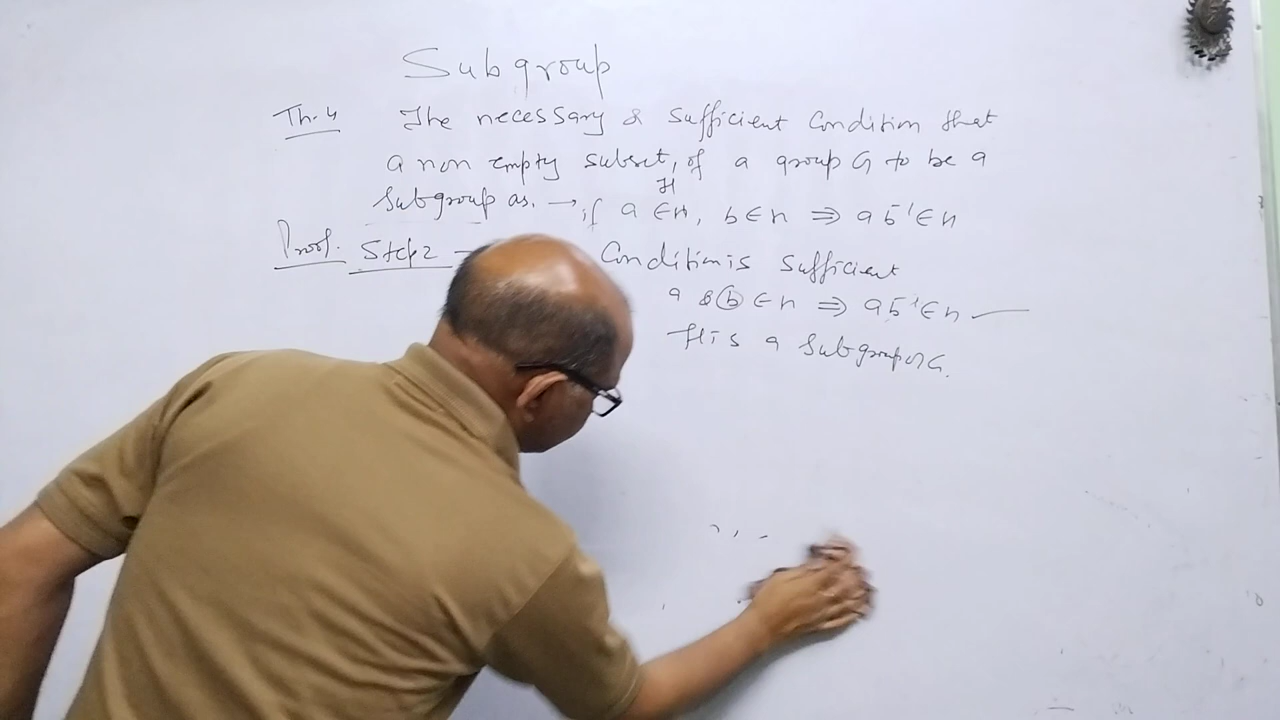 Subgroup
Th.4 The necessary & sufficient Condition that
a non empty subset, of a group G to be a
H
Subgroup as. → if a ∈ H, b ∈ H ⇒ ab⁻¹ ∈ H
Proof. Step 2 – Condition is sufficient
a & b ∈ H ⇒ ab⁻¹ ∈ H
H is a Subgroup of G.